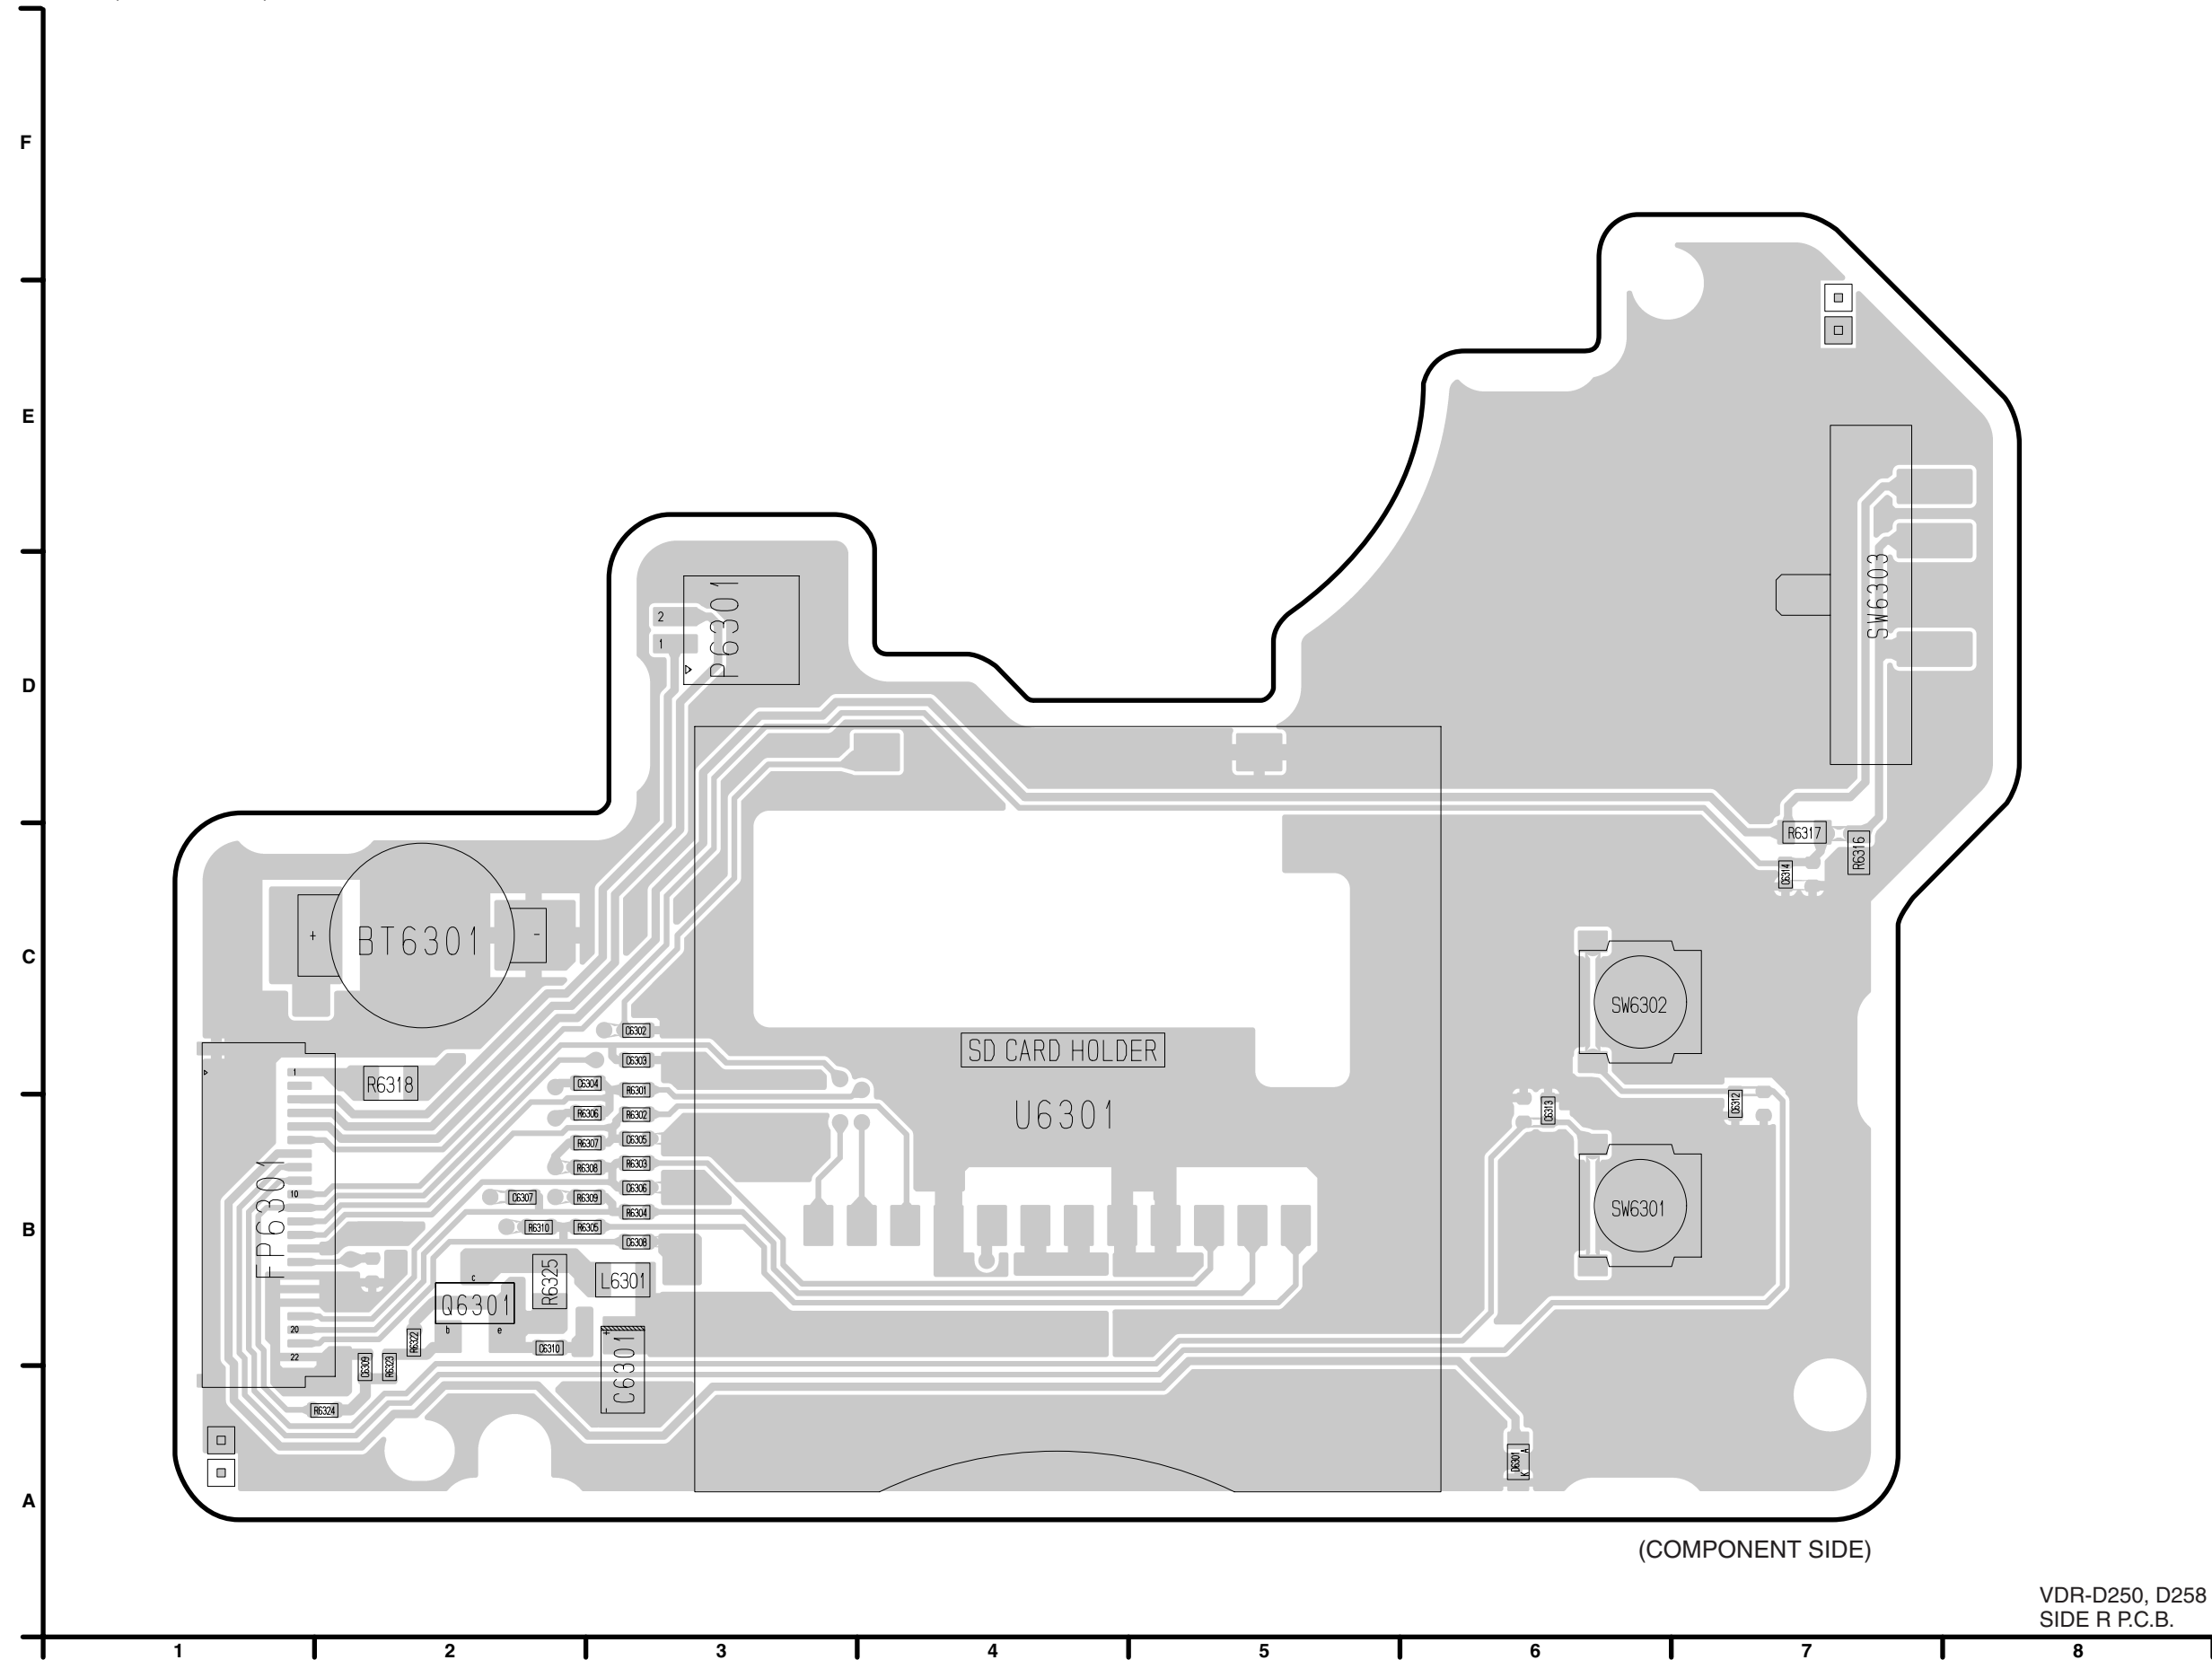 F
E
2
1
P6301
SW6303
D
R6317
R6316
C6314
+
BT6301
-
C
SW6302
C6302
SD CARD HOLDER
C6303
1
R6318
C6304
R6301
C6312
C6313
R6306
R6302
U6301
C6305
R6307
R6303
R6308
FP6301
10
C6306
C6307
R6309
SW6301
R6304
B
R6310
R6305
C6308
c
R6325
L6301
Q6301
20
b
e
+
R6322
C6310
22
C6309
R6323
C6301
-
R6324
D6301
A
K
A
(COMPONENT SIDE)
VDR-D250, D258
SIDE R P.C.B.
1
2
3
4
5
6
7
8